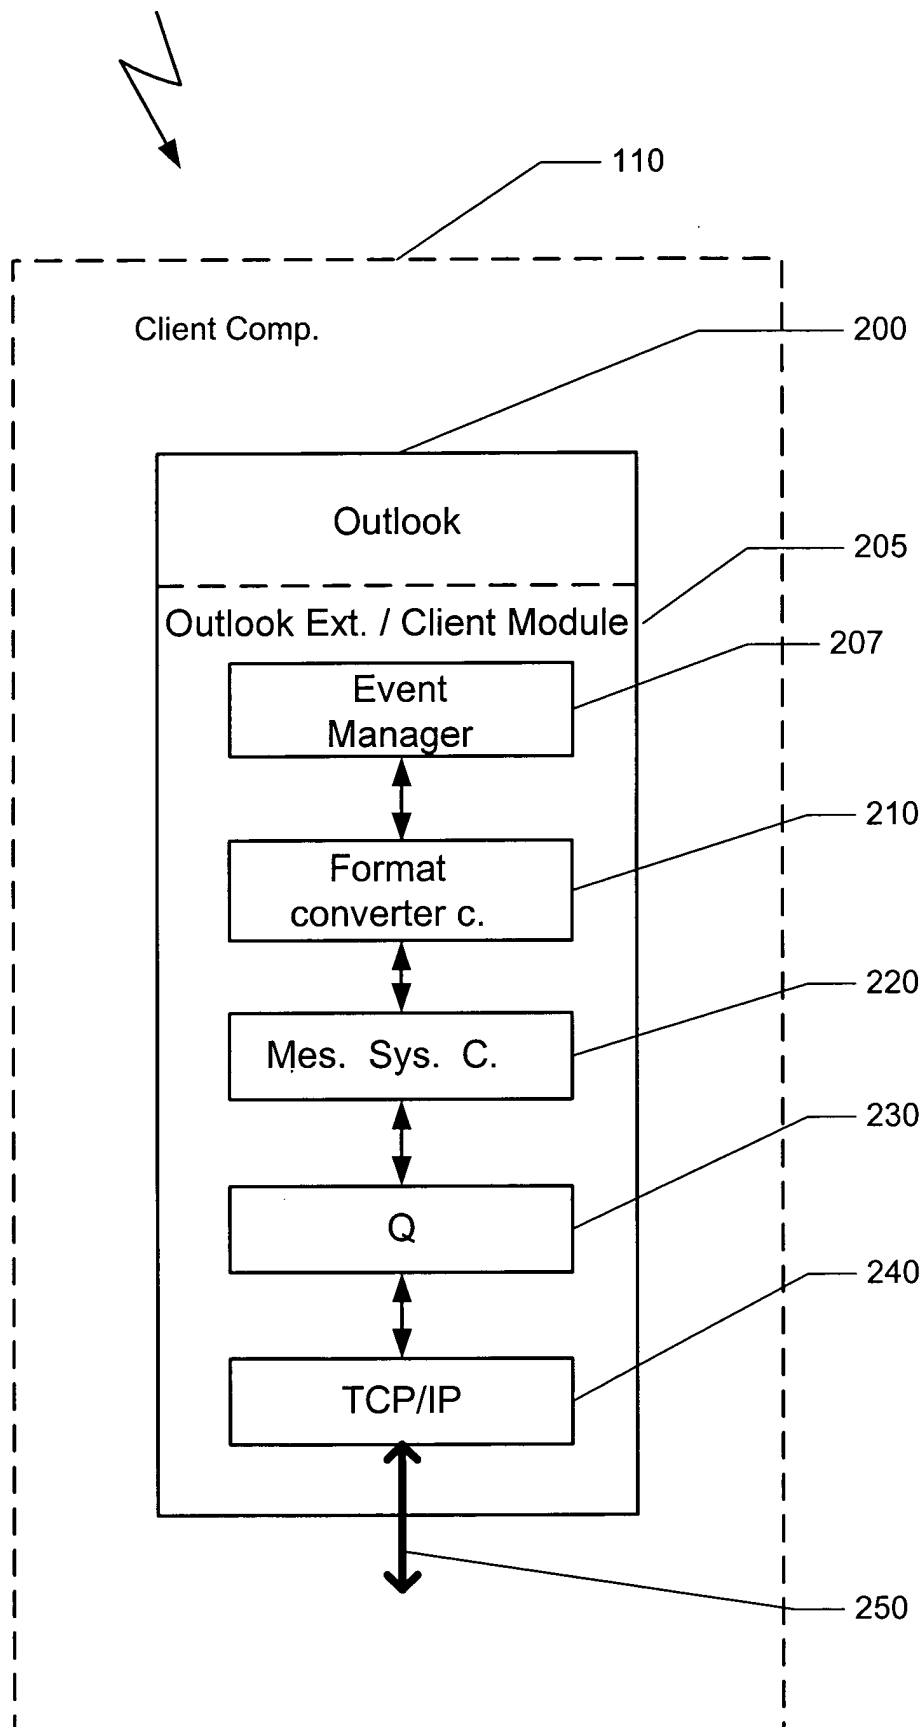 110
Client Comp.
200
Outlook
205
Outlook Ext. / Client Module
207
Event
Manager
210
Format
converter c.
220
Mes. Sys. C.
230
Q
240
TCP/IP
250